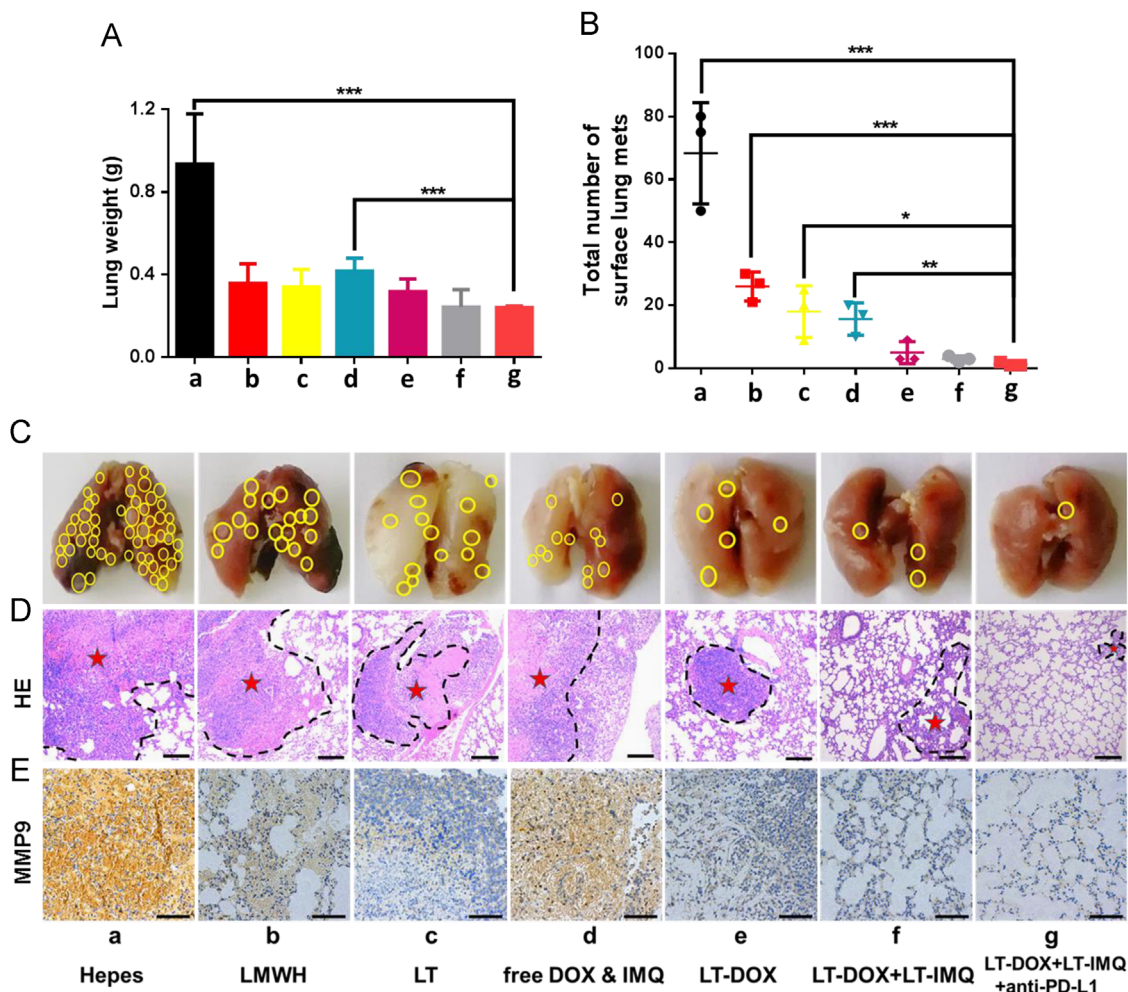 A
Lung weight (g)
1.2
0.8
0.4
0.0
***
***
a b c d e f g
B
Total number of
surface lung mets
100
80
60
40
20
0
***
***
*
**
a b c d e f g
C
D
HE
E
MMP9
a b c d e f g
Hepes LMWH LT free DOX & IMQ LT-DOX LT-DOX+LT-IMQ LT-DOX+LT-IMQ
+anti-PD-L1